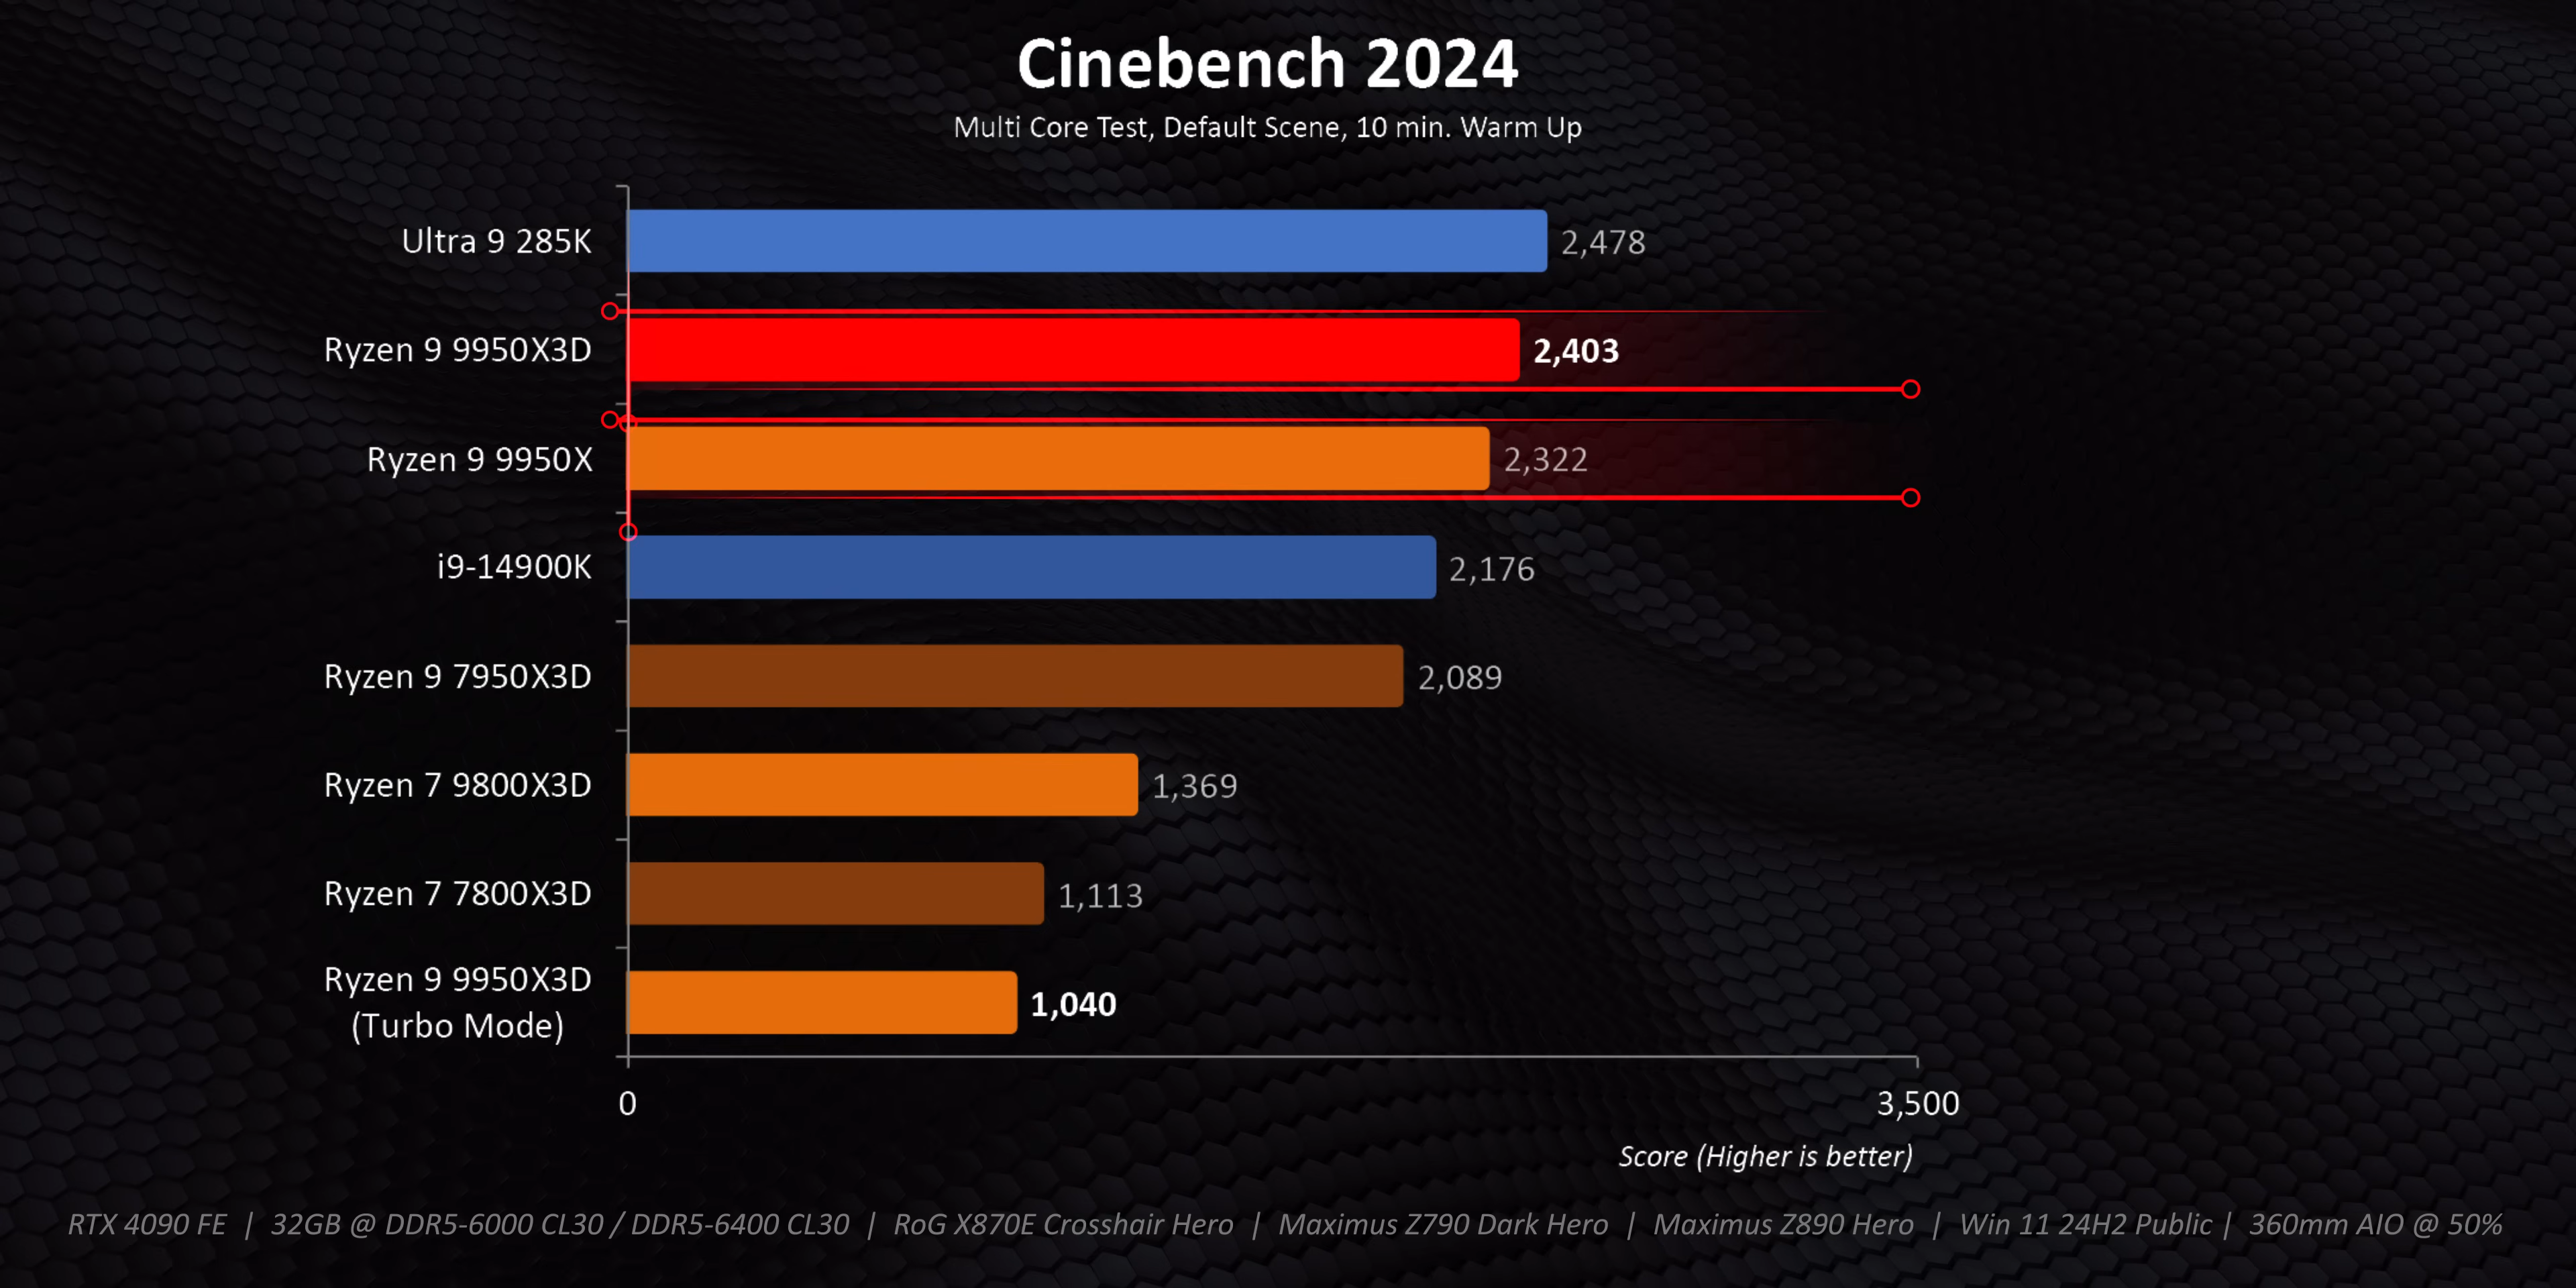 Cinebench 2024
Multi Core Test, Default Scene, 10 min. Warm Up
Ultra 9 285K 2,478
Ryzen 9 9950X3D 2,403
Ryzen 9 9950X 2,322
i9-14900K 2,176
Ryzen 9 7950X3D 2,089
Ryzen 7 9800X3D 1,369
Ryzen 7 7800X3D 1,113
Ryzen 9 9950X3D
(Turbo Mode) 1,040
0 3,500
Score (Higher is better)
RTX 4090 FE | 32GB @ DDR5-6000 CL30 / DDR5-6400 CL30 | RoG X870E Crosshair Hero | Maximus Z790 Dark Hero | Maximus Z890 Hero | Win 11 24H2 Public | 360mm AIO @ 50%